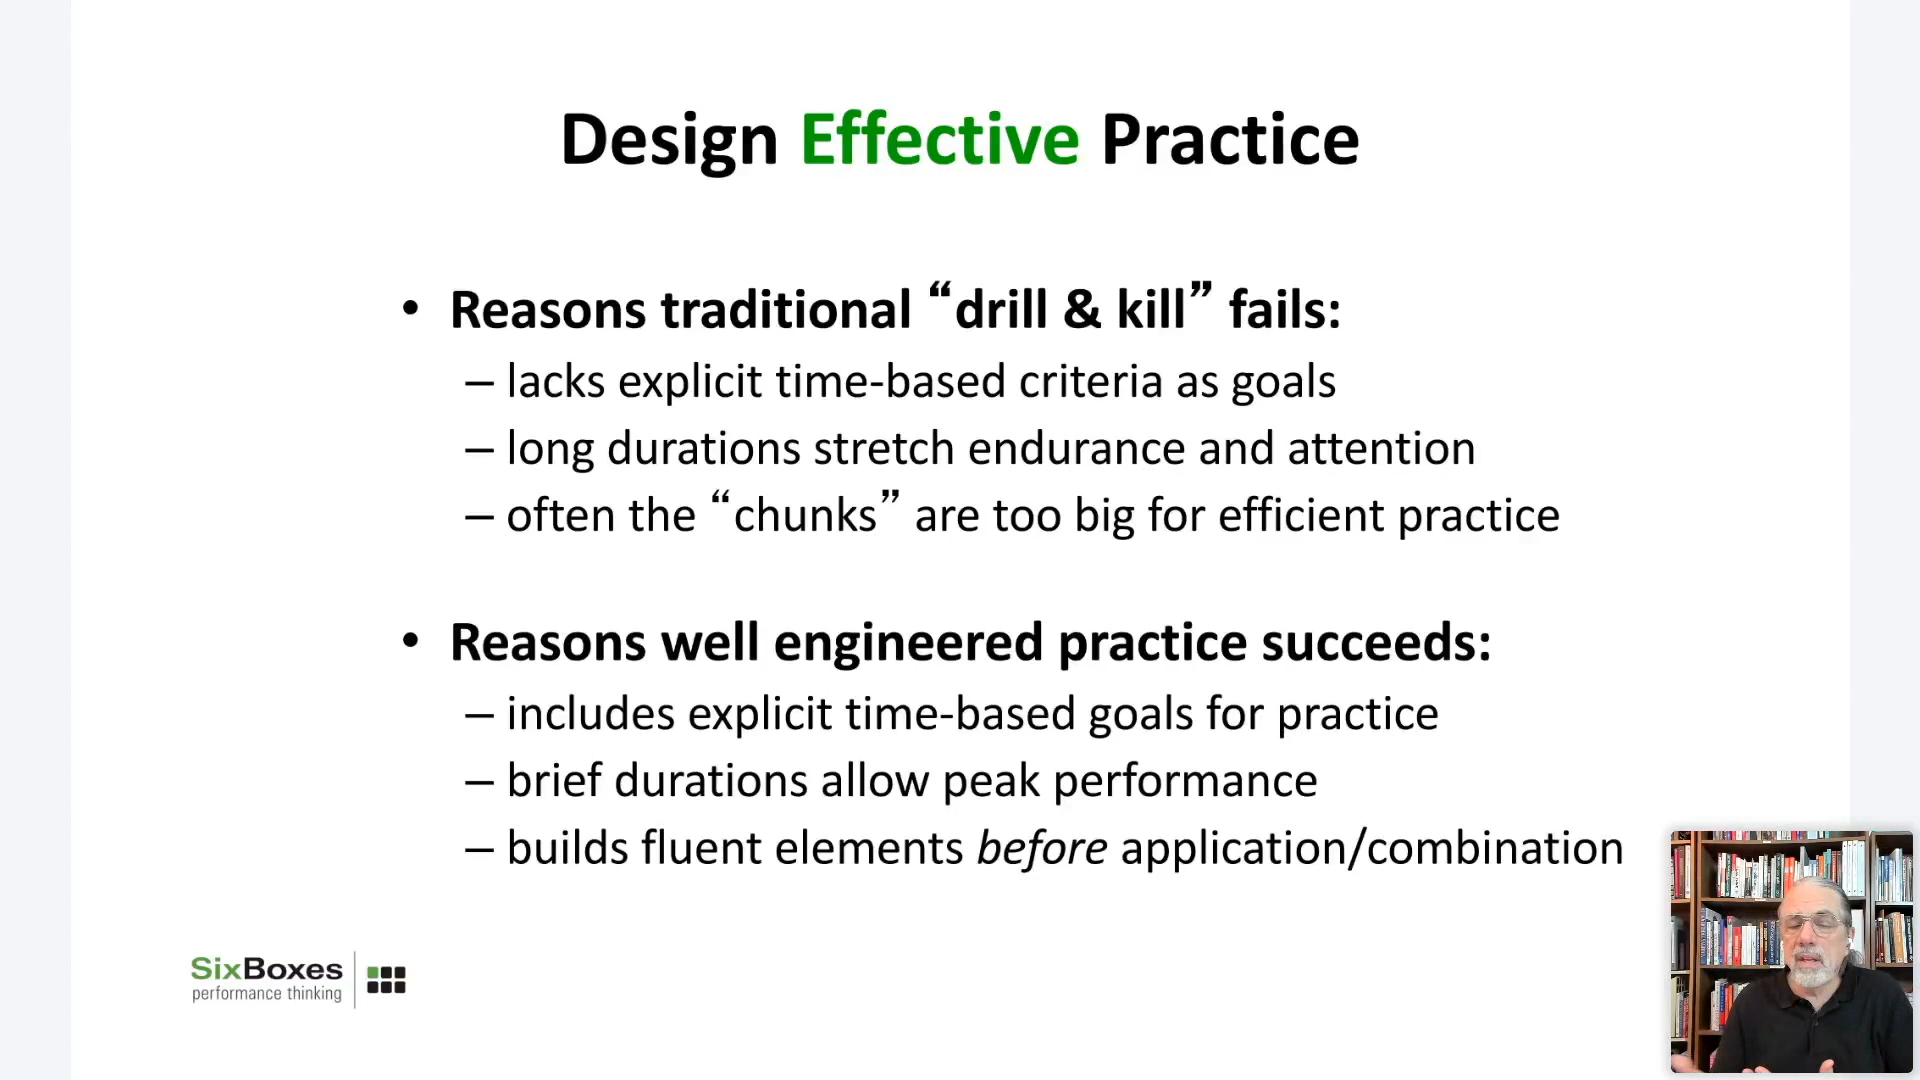 Design Effective Practice
• Reasons traditional “drill & kill” fails:
– lacks explicit time-based criteria as goals
– long durations stretch endurance and attention
– often the “chunks” are too big for efficient practice
• Reasons well engineered practice succeeds:
– includes explicit time-based goals for practice
– brief durations allow peak performance
– builds fluent elements before application/combination
SixBoxes
performance thinking